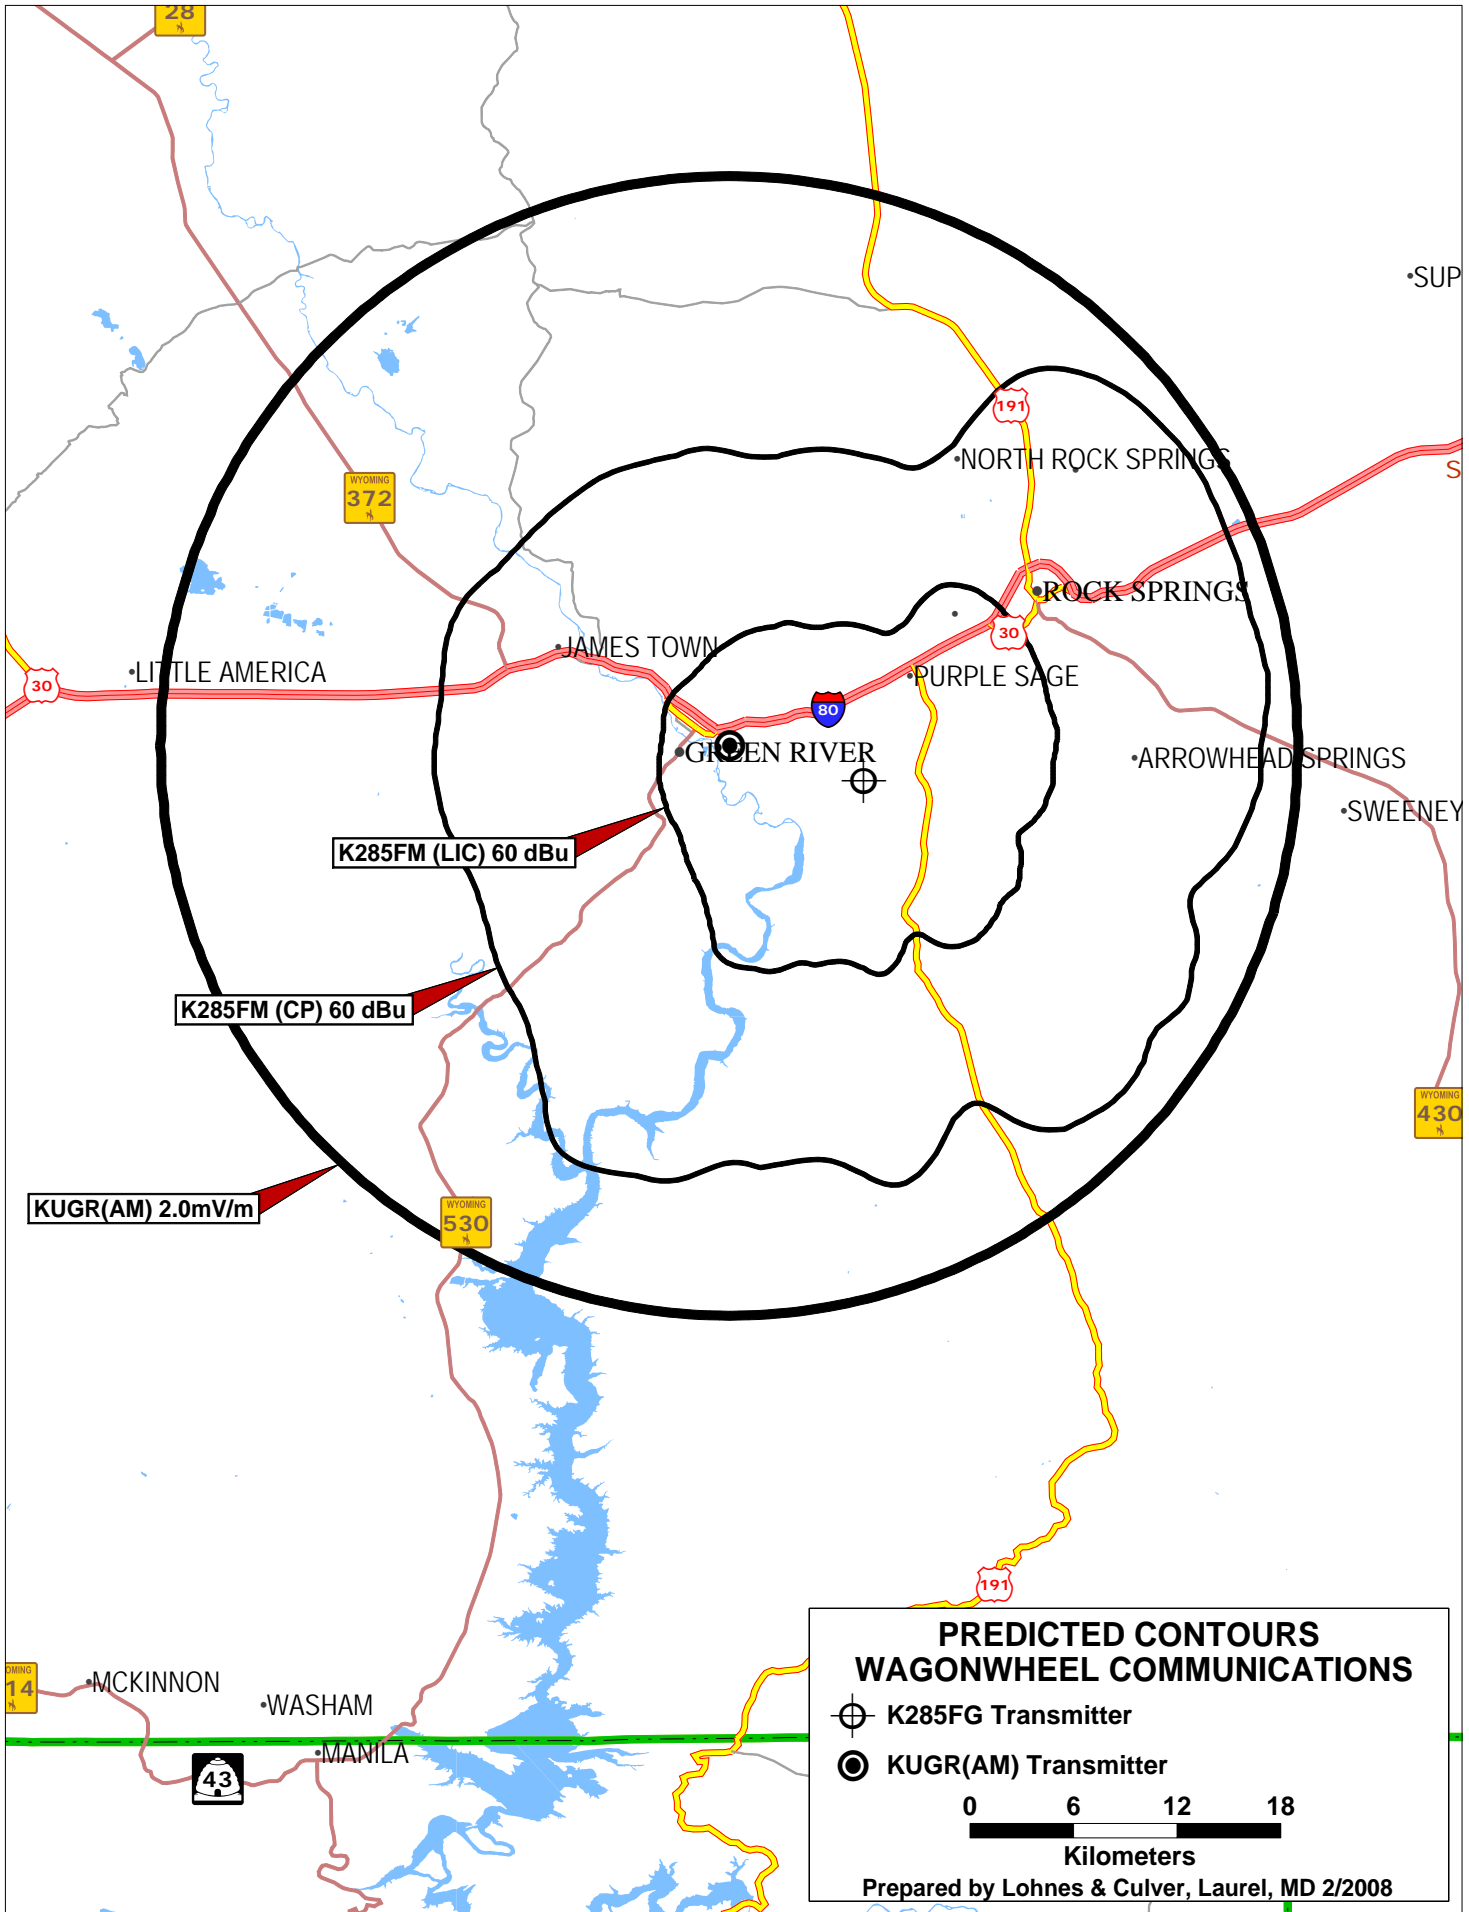 28
SUP
191
NORTH ROCK SPRINGS
S
WYOMING
372
ROCK SPRINGS
30
JAMES TOWN
LITTLE AMERICA
30
PURPLE SAGE
80
GREEN RIVER
ARROWHEAD SPRINGS
SWEENEY
K285FM (LIC) 60 dBu
K285FM (CP) 60 dBu
WYOMING
430
KUGR(AM) 2.0mV/m
WYOMING
530
191
PREDICTED CONTOURS
WAGONWHEEL COMMUNICATIONS
K285FG Transmitter
KUGR(AM) Transmitter
0 6 12 18
Kilometers
Prepared by Lohnes & Culver, Laurel, MD 2/2008
OMING
14
MCKINNON
WASHAM
MANILA
43